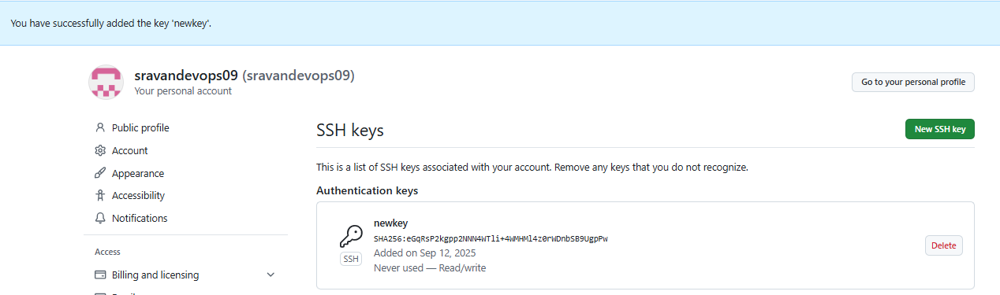 You have successfully added the key 'newkey'.
sravandevops09 (sravandevops09)
Your personal account
Go to your personal profile
Public profile
Account
Appearance
Accessibility
Notifications
Access
Billing and licensing
SSH keys
New SSH key
This is a list of SSH keys associated with your account. Remove any keys that you do not recognize.
Authentication keys
newkey
SHA256:eGqRsP2kgpp2NNN4WTli+4WMHMl4z0rWDnbSB9UgpPw
Added on Sep 12, 2025
Never used — Read/write
SSH
Delete